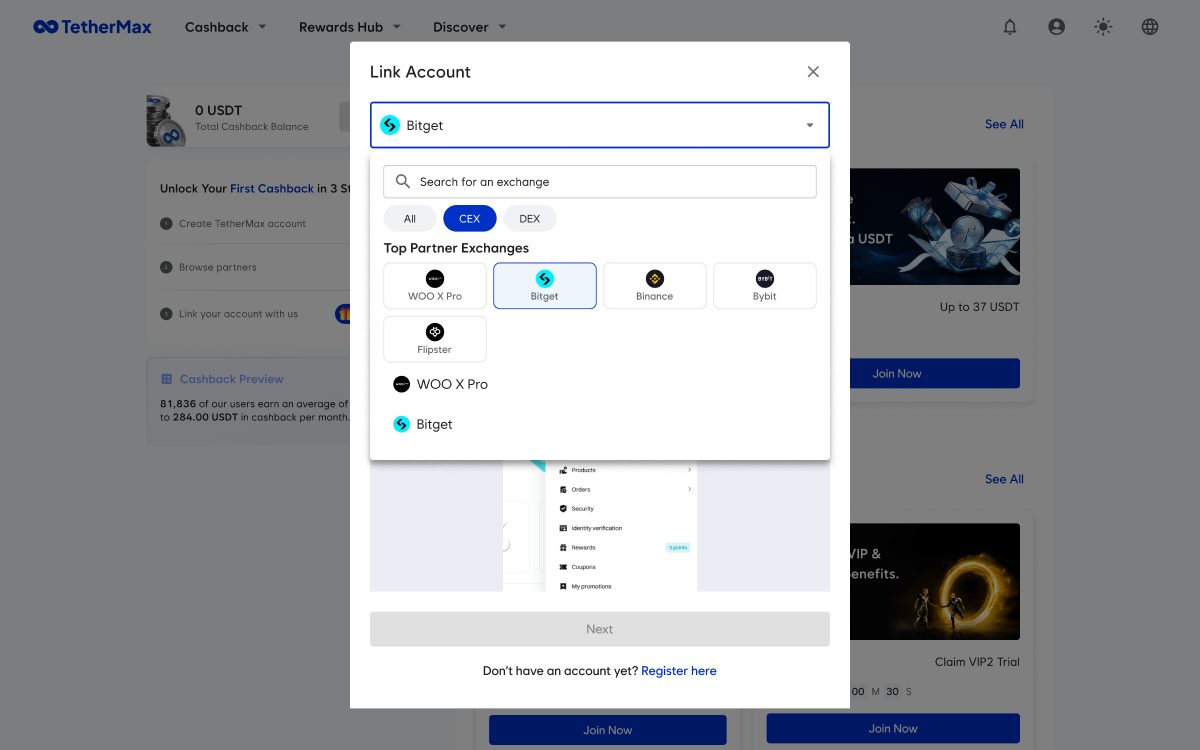 TetherMax
Cashback
Rewards Hub
Discover
Link Account
Bitget
Search for an exchange
All
CEX
DEX
Top Partner Exchanges
WOO X Pro
Bitget
Binance
BYBIT
Bybit
Flipster
WOO X Pro
Bitget
Products
Orders
Security
Identity verification
Rewards
3 points
Coupons
My promotions
Next
Don't have an account yet? Register here
0 USDT
Total Cashback Balance
Unlock Your First Cashback in 3 St
1 Create TetherMax account
2 Browse partners
3 Link your account with us
Cashback Preview
81,836 of our users earn an average of
to 284.00 USDT in cashback per month.
See All
USDT
Up to 37 USDT
Join Now
See All
VIP &
enefits.
Claim VIP2 Trial
00 M 30 S
Join Now
Join Now